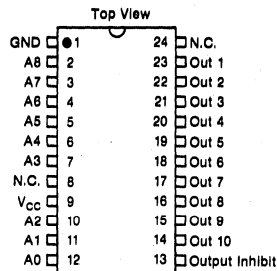 Top View
GND 1 24 N.C.
A8 2 23 Out 1
A7 3 22 Out 2
A6 4 21 Out 3
A5 5 20 Out 4
A4 6 19 Out 5
A3 7 18 Out 6
N.C. 8 17 Out 7
VCC 9 16 Out 8
A2 10 15 Out 9
A1 11 14 Out 10
A0 12 13 Output Inhibit